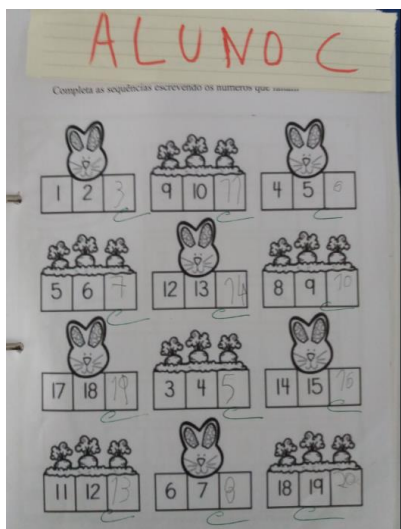 ALUNO C
Completa as sequências escrevendo os números que faltam
1 2 3
9 10 11
4 5 6
5 6 7
12 13 14
8 9 10
17 18 19
3 4 5
14 15 16
11 12 13
6 7 8
18 19 20